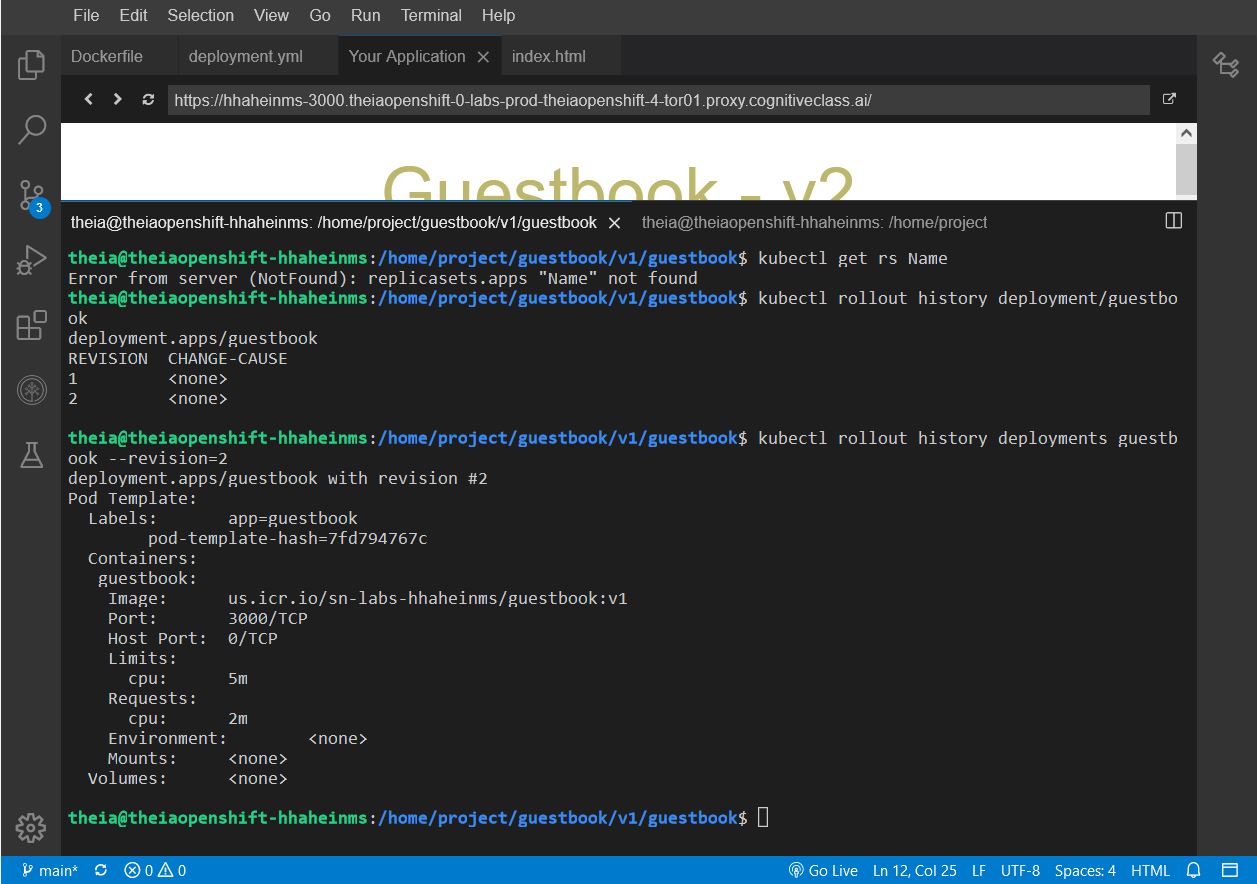 File Edit Selection View Go Run Terminal Help
Dockerfile deployment.yml Your Application index.html
https://hhaheinms-3000.theiaopenshift-0-labs-prod-theiaopenshift-4-tor01.proxy.cognitiveclass.ai/
Guestbook - v2
3
theia@theiaopenshift-hhaheinms: /home/project/guestbook/v1/guestbook theia@theiaopenshift-hhaheinms: /home/project
theia@theiaopenshift-hhaheinms:/home/project/guestbook/v1/guestbook$ kubectl get rs Name
Error from server (NotFound): replicasets.apps "Name" not found
theia@theiaopenshift-hhaheinms:/home/project/guestbook/v1/guestbook$ kubectl rollout history deployment/guestbo
ok
deployment.apps/guestbook
REVISION  CHANGE-CAUSE
1         <none>
2         <none>
theia@theiaopenshift-hhaheinms:/home/project/guestbook/v1/guestbook$ kubectl rollout history deployments guestb
ook --revision=2
deployment.apps/guestbook with revision #2
Pod Template:
  Labels:       app=guestbook
        pod-template-hash=7fd794767c
  Containers:
   guestbook:
    Image:      us.icr.io/sn-labs-hhaheinms/guestbook:v1
    Port:       3000/TCP
    Host Port:  0/TCP
    Limits:
      cpu:      5m
    Requests:
      cpu:      2m
    Environment:        <none>
    Mounts:     <none>
  Volumes:      <none>
theia@theiaopenshift-hhaheinms:/home/project/guestbook/v1/guestbook$
main* 0 0 Go Live Ln 12, Col 25 LF UTF-8 Spaces: 4 HTML